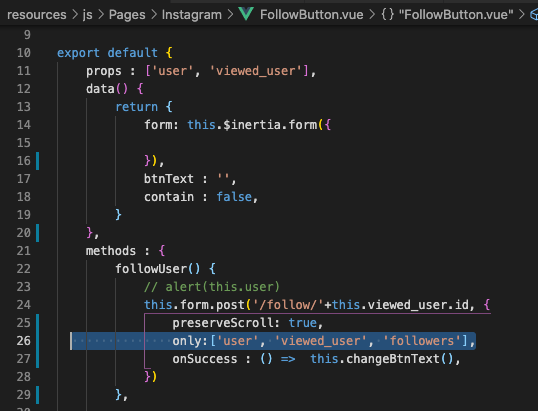 resources > js > Pages > Instagram > FollowButton.vue > {} "FollowButton.vue" >
9
10 export default {
11 props : ['user', 'viewed_user'],
12 data() {
13 return {
14 form: this.$inertia.form({
15
16 }),
17 btnText : '',
18 contain : false,
19 }
20 },
21 methods : {
22 followUser() {
23 // alert(this.user)
24 this.form.post('/follow/'+this.viewed_user.id, {
25 preserveScroll: true,
26 only:['user', 'viewed_user', 'followers'],
27 onSuccess : () => this.changeBtnText(),
28 })
29 },